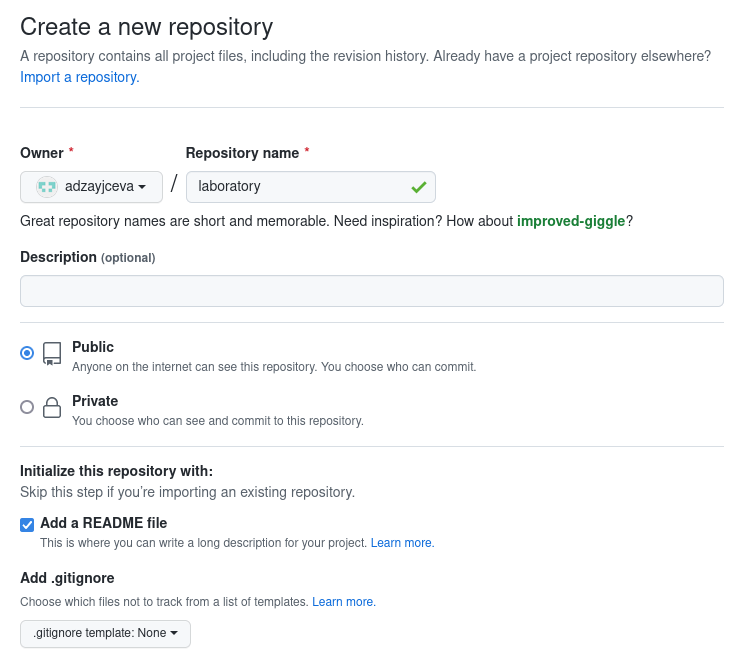 Create a new repository
A repository contains all project files, including the revision history. Already have a project repository elsewhere?
Import a repository.
Owner * Repository name *
adzayjceva / laboratory
Great repository names are short and memorable. Need inspiration? How about improved-giggle?
Description (optional)
Public
Anyone on the internet can see this repository. You choose who can commit.
Private
You choose who can see and commit to this repository.
Initialize this repository with:
Skip this step if you’re importing an existing repository.
Add a README file
This is where you can write a long description for your project. Learn more.
Add .gitignore
Choose which files not to track from a list of templates. Learn more.
.gitignore template: None